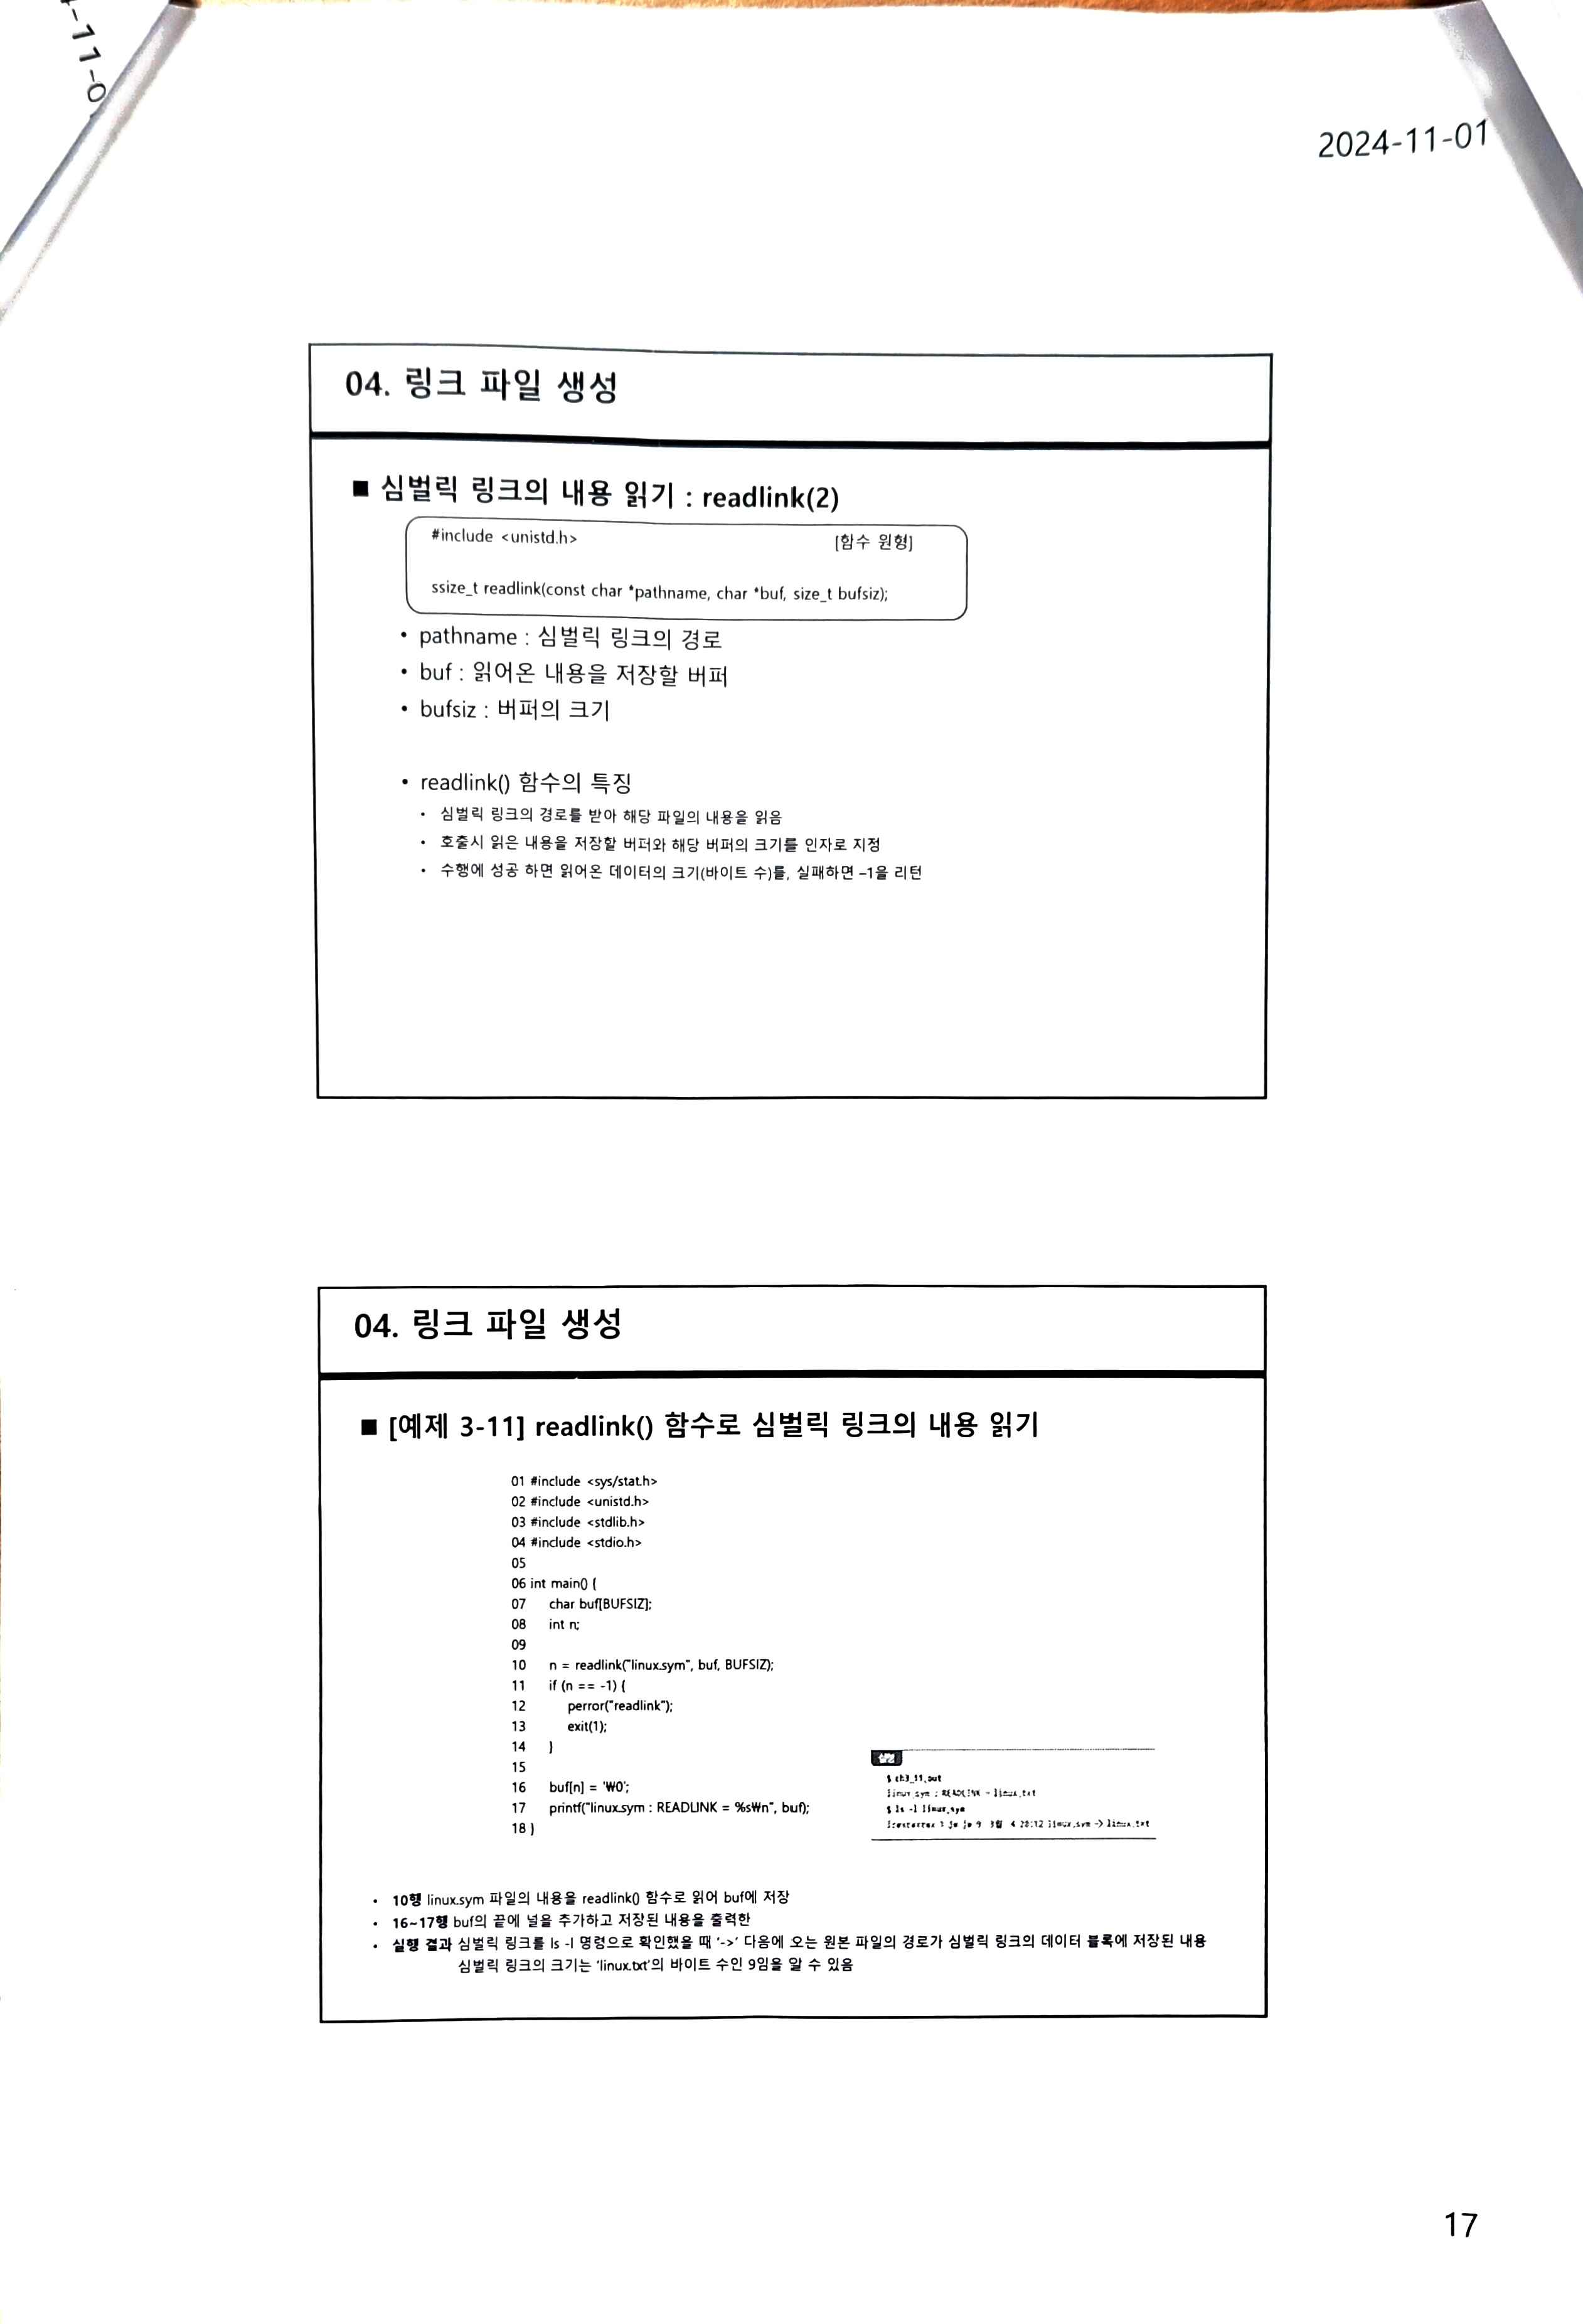 -11-0
2024-11-01
04. 링크 파일 생성
■ 심벌릭 링크의 내용 읽기 : readlink(2)
#include <unistd.h> [함수 원형]
ssize_t readlink(const char *pathname, char *buf, size_t bufsiz);
• pathname : 심벌릭 링크의 경로
• buf : 읽어온 내용을 저장할 버퍼
• bufsiz : 버퍼의 크기
• readlink() 함수의 특징
• 심벌릭 링크의 경로를 받아 해당 파일의 내용을 읽음
• 호출시 읽은 내용을 저장할 버퍼와 해당 버퍼의 크기를 인자로 지정
• 수행에 성공 하면 읽어온 데이터의 크기(바이트 수)를, 실패하면 –1을 리턴
04. 링크 파일 생성
■ [예제 3-11] readlink() 함수로 심벌릭 링크의 내용 읽기
01 #include <sys/stat.h>
02 #include <unistd.h>
03 #include <stdlib.h>
04 #include <stdio.h>
05
06 int main() {
07 char buf[BUFSIZ];
08 int n;
09
10 n = readlink("linux.sym", buf, BUFSIZ);
11 if (n == -1) {
12 perror("readlink");
13 exit(1);
14 }
15
16 buf[n] = '₩0';
17 printf("linux.sym : READLINK = %s₩n", buf);
18 }
실행
$ ch3_11.out
linux.sym : READLINK = linux.txt
$ ls -l linux.sym
lrwxrwxrwx 1 jw jw 9 3월 4 20:12 linux.sym -> linux.txt
• 10행 linux.sym 파일의 내용을 readlink() 함수로 읽어 buf에 저장
• 16~17행 buf의 끝에 널을 추가하고 저장된 내용을 출력한
• 실행 결과 심벌릭 링크를 ls -l 명령으로 확인했을 때 '->' 다음에 오는 원본 파일의 경로가 심벌릭 링크의 데이터 블록에 저장된 내용
심벌릭 링크의 크기는 'linux.txt'의 바이트 수인 9임을 알 수 있음
17